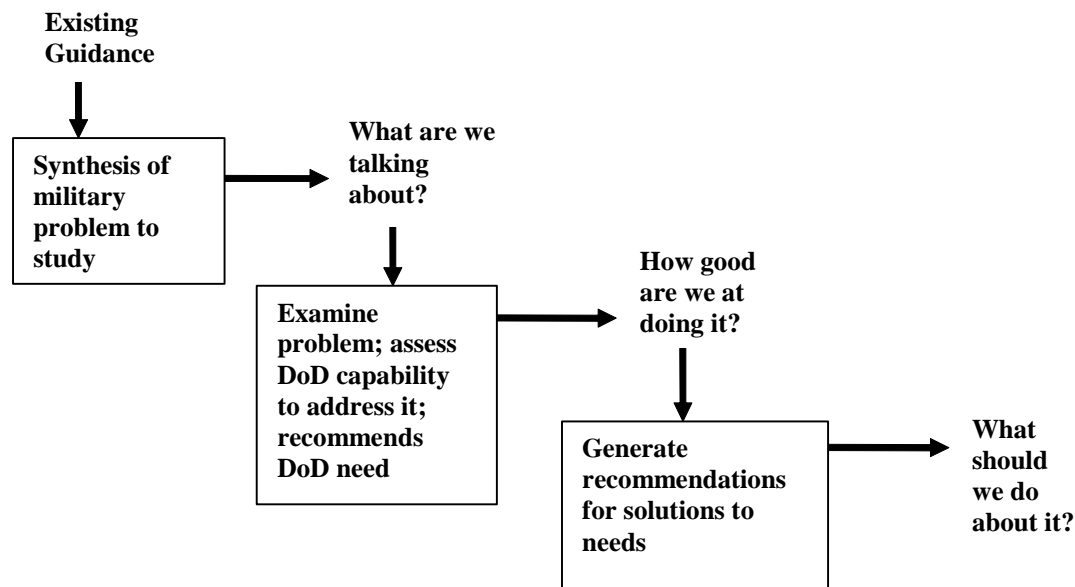 Existing
Guidance
Synthesis of
military
problem to
study
What are we
talking
about?
Examine
problem; assess
DoD capability
to address it;
recommends
DoD need
How good
are we at
doing it?
Generate
recommendations
for solutions to
needs
What
should
we do
about it?